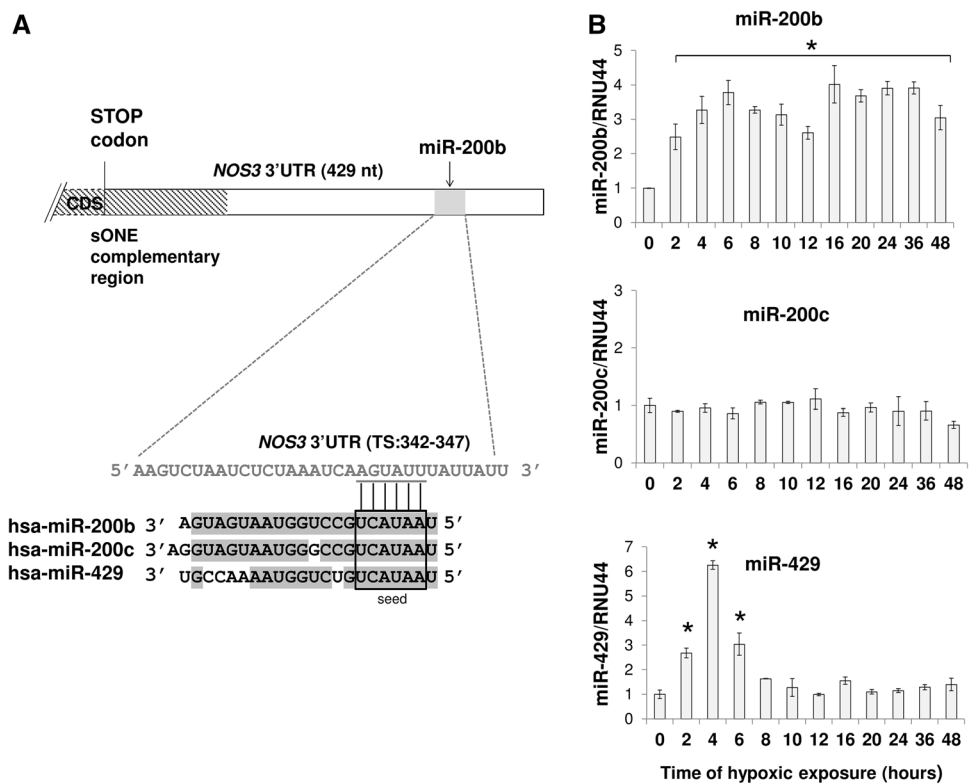 A
STOP
codon
miR-200b
NOS3 3'UTR (429 nt)
CDS
sONE
complementary
region
NOS3 3'UTR (TS:342-347)
5' AAGUCUAAUCUCUAAAUCAAGUAUUUAUUAUU 3'
hsa-miR-200b 3' AGUAGUAAUGGUCCGUCAUAAU 5'
hsa-miR-200c 3' AGGUAGUAAUGGGCCGUCAUAAU 5'
hsa-miR-429 3' UGCCAAAAUGGUCUGUCAUAAU 5'
seed
B
miR-200b
*
miR-200b/RNU44
5
4
3
2
1
0
0 2 4 6 8 10 12 16 20 24 36 48
miR-200c
miR-200c/RNU44
3
2
1
0
0 2 4 6 8 10 12 16 20 24 36 48
miR-429
* * *
miR-429/RNU44
7
6
5
4
3
2
1
0
0 2 4 6 8 10 12 16 20 24 36 48
Time of hypoxic exposure (hours)